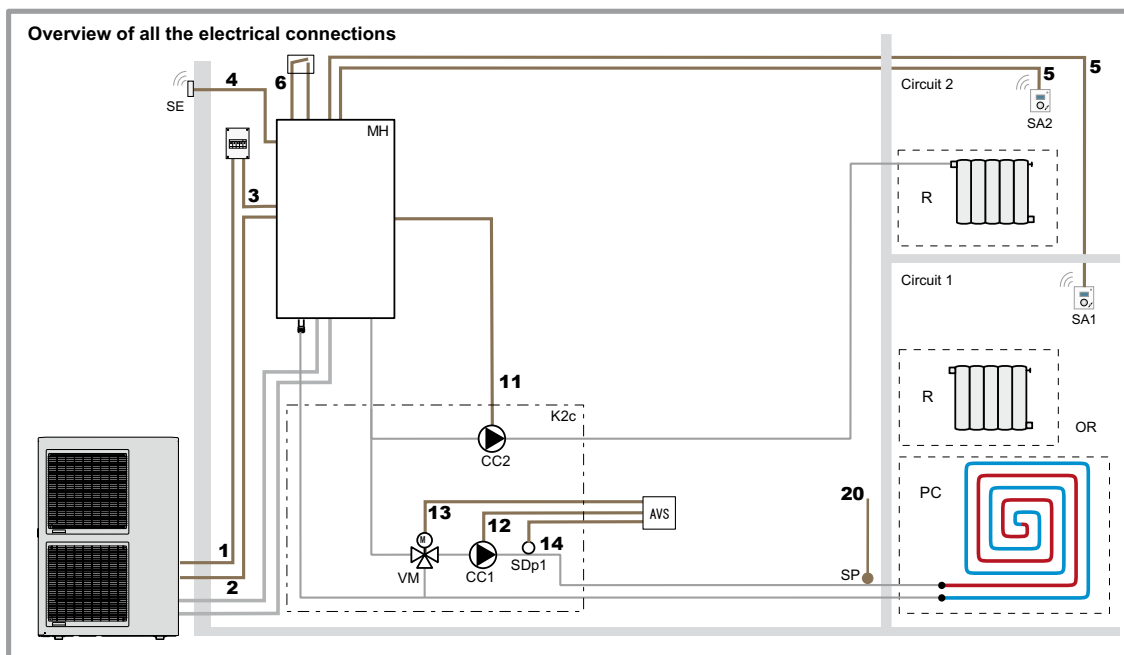 Overview of all the electrical connections
4
6
5
5
SE
Circuit 2
SA2
MH
3
R
Circuit 1
SA1
11
K2c
R
OR
CC2
13
12
AVS
20
PC
1
14
VM
CC1
SDp1
SP
2
M